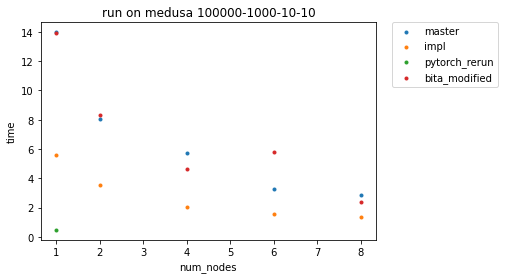 run on medusa 100000-1000-10-10
master
impl
pytorch_rerun
bita_modified
time
14
12
10
8
6
4
2
0
1 2 3 4 5 6 7 8
num_nodes